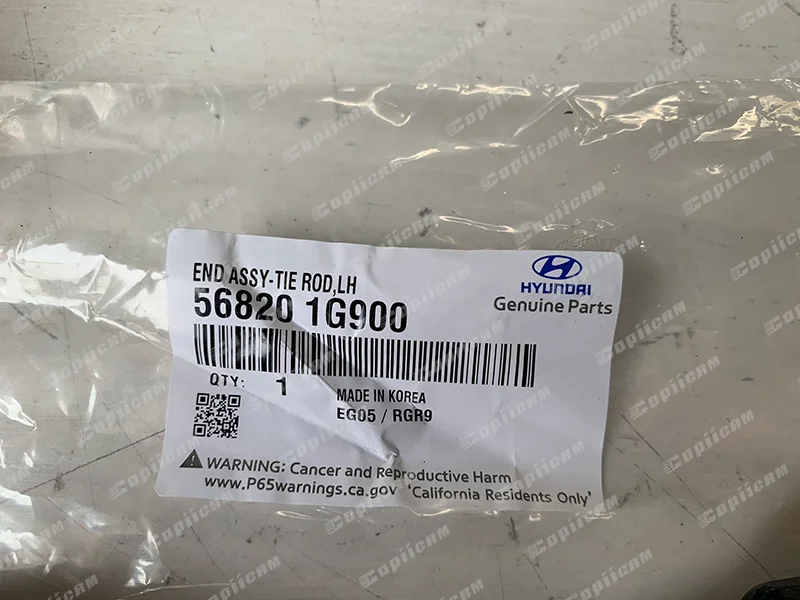 END ASSY-TIE ROD,LH
56820 1G900
HYUNDAI
Genuine Parts
QTY: 1
MADE IN KOREA
EG05 / RGR9
WARNING: Cancer and Reproductive Harm
www.P65warnings.ca.gov 'California Residents Only'
Copiicam